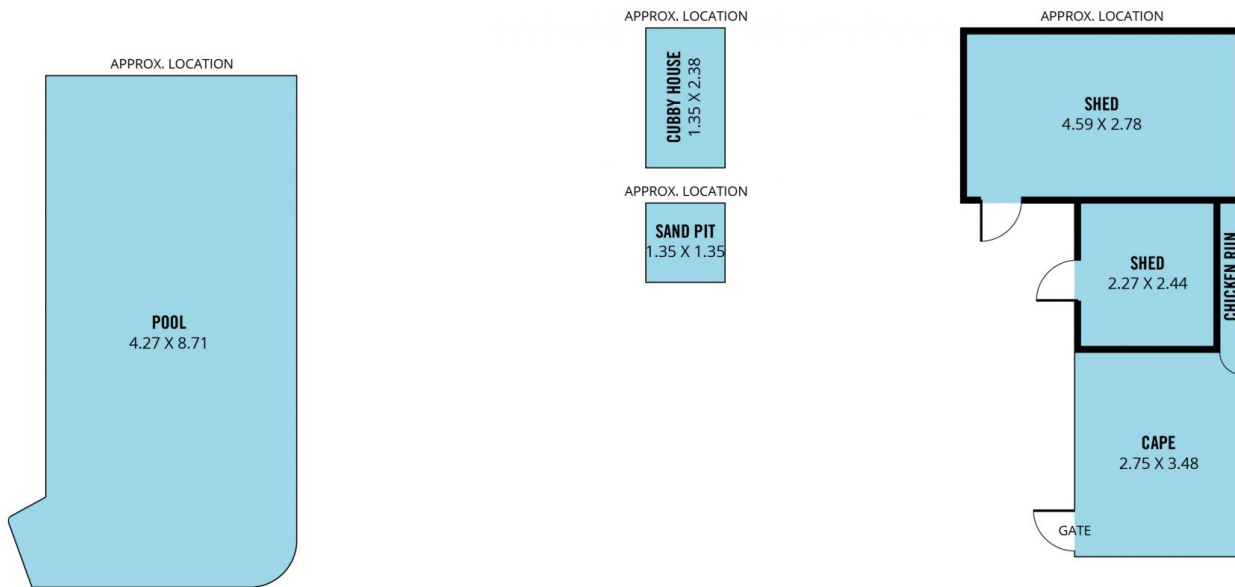 APPROX. LOCATION
POOL
4.27 X 8.71
APPROX. LOCATION
CUBBY HOUSE
1.35 X 2.38
APPROX. LOCATION
SAND PIT
1.35 X 1.35
APPROX. LOCATION
SHED
4.59 X 2.78
SHED
2.27 X 2.44
CHICKEN RUN
CAPE
2.75 X 3.48
GATE